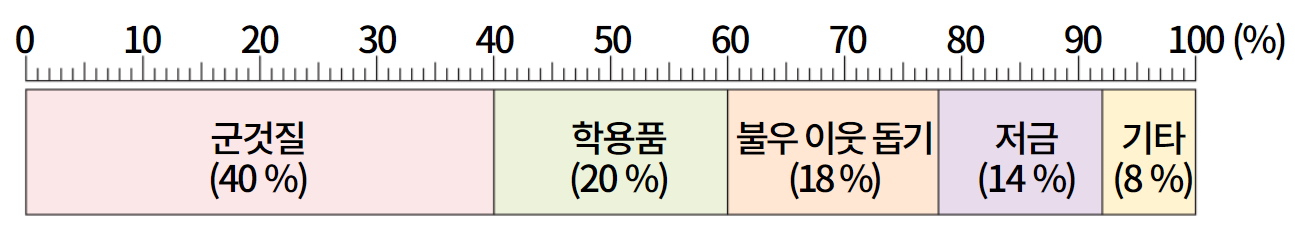 0 10 20 30 40 50 60 70 80 90 100 (%)
군것질 학용품 불우 이웃 돕기 저금 기타
(40 %) (20 %) (18 %) (14 %) (8 %)